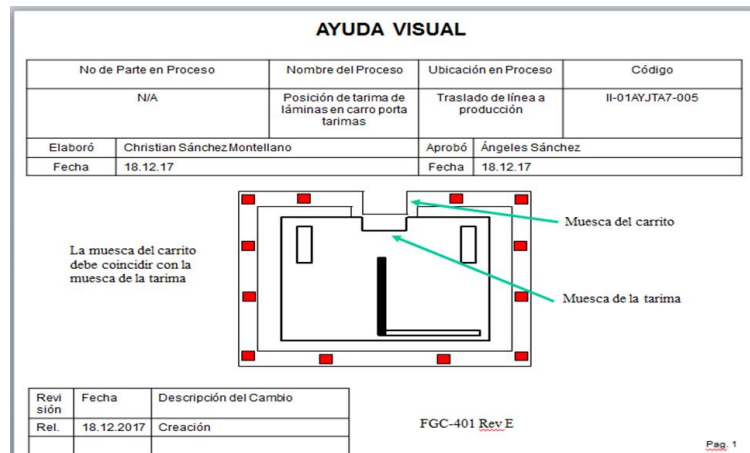 AYUDA VISUAL
No de Parte en Proceso
Nombre del Proceso
Ubicación en Proceso
Código
N/A
Posición de tarima de
láminas en carro porta
tarimas
Traslado de línea a
producción
II-01AYJTA7-005
Elaboró
Christian Sánchez Montellano
Aprobó
Ángeles Sánchez
Fecha
18.12.17
Fecha
18.12.17
Muesca del carrito
La muesca del carrito
debe coincidir con la
muesca de la tarima
Muesca de la tarima
Revi
sión
Fecha
Descripción del Cambio
Rel.
18.12.2017
Creación
FGC-401 Rev E
Pag. 1